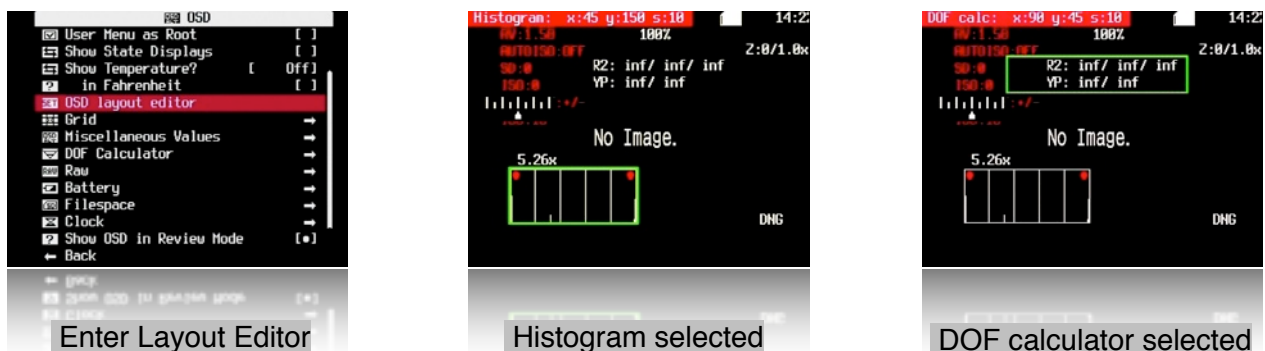 OSD
User Menu as Root [ ]
Show State Displays [ ]
Show Temperature? [ Off]
in Fahrenheit [ ]
OSD layout editor
Grid →
Miscellaneous Values →
DOF Calculator →
Raw →
Battery →
Filespace →
Clock →
Show OSD in Review Mode [•]
← Back
Enter Layout Editor
Histogram: x:45 y:150 s:10 14:22
AV:1.50 100%
AUTOISO:OFF Z:0/1.0x
SD:0 R2: inf/ inf/ inf
ISO:0 YP: inf/ inf
:+/-
No Image.
5.26x
DNG
Histogram selected
DOF calc: x:90 y:45 s:10 14:22
AV:1.50 100%
AUTOISO:OFF Z:0/1.0x
SD:0 R2: inf/ inf/ inf
ISO:0 YP: inf/ inf
:+/-
No Image.
5.26x
DNG
DOF calculator selected